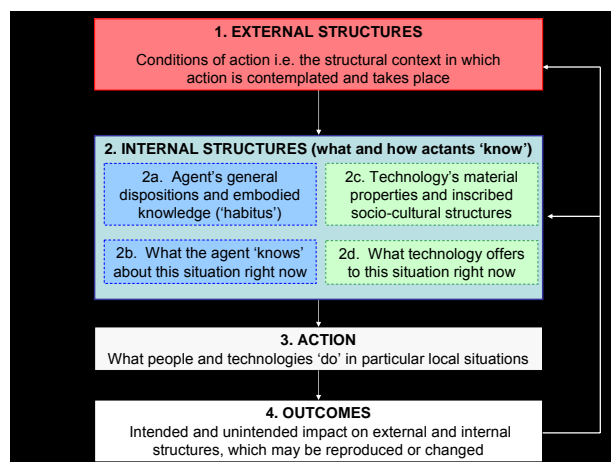 1. EXTERNAL STRUCTURES
Conditions of action i.e. the structural context in which
action is contemplated and takes place
2. INTERNAL STRUCTURES (what and how actants ‘know’)
2a. Agent’s general
dispositions and embodied
knowledge (‘habitus’)
2c. Technology’s material
properties and inscribed
socio-cultural structures
2b. What the agent ‘knows’
about this situation right now
2d. What technology offers
to this situation right now
3. ACTION
What people and technologies ‘do’ in particular local situations
4. OUTCOMES
Intended and unintended impact on external and internal
structures, which may be reproduced or changed